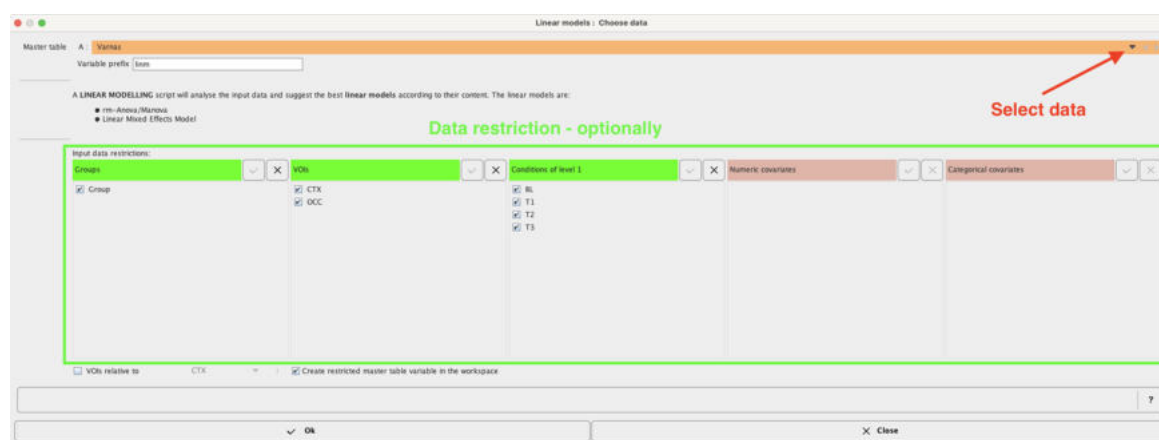 Linear models : Choose data
Master table A : Varnas
Variable prefix lmm
A LINEAR MODELLING script will analyse the input data and suggest the best linear models according to their content. The linear models are:
rm-Anova/Manova
Linear Mixed Effects Model
Select data
Data restriction - optionally
Input data restrictions:
Groups VOIs Conditions of level 1 Numeric covariates Categorical covariates
Group CTX BL
OCC T1
T2
T3
VOIs relative to CTX Create restricted master table variable in the workspace
?
Ok Close